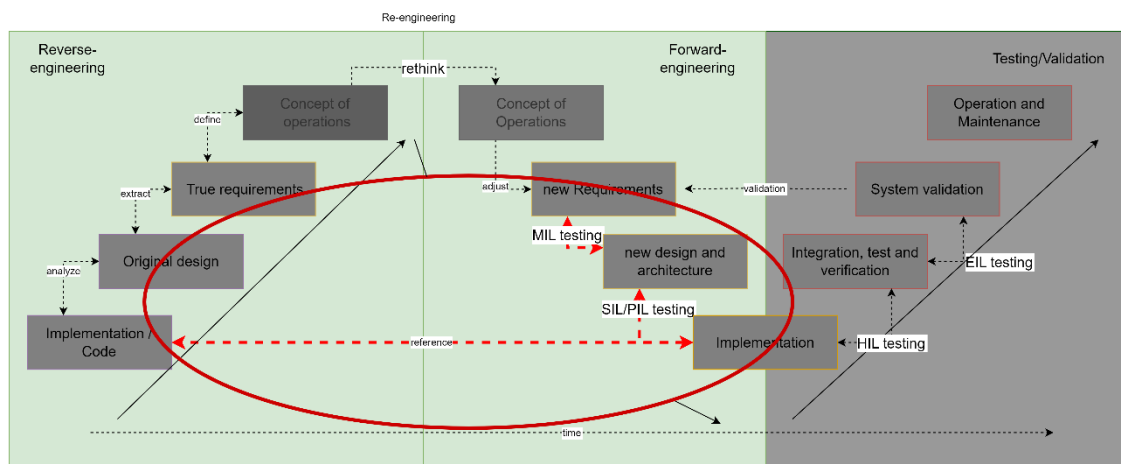 Re-engineering
Reverse-
engineering
Forward-
engineering
Testing/Validation
rethink
Concept of
operations
Concept of
Operations
Operation and
Maintenance
define
True requirements
adjust
new Requirements
validation
System validation
extract
MIL testing
Original design
new design and
architecture
Integration, test and
verification
EIL testing
analyze
SIL/PIL testing
Implementation /
Code
reference
Implementation
HIL testing
time